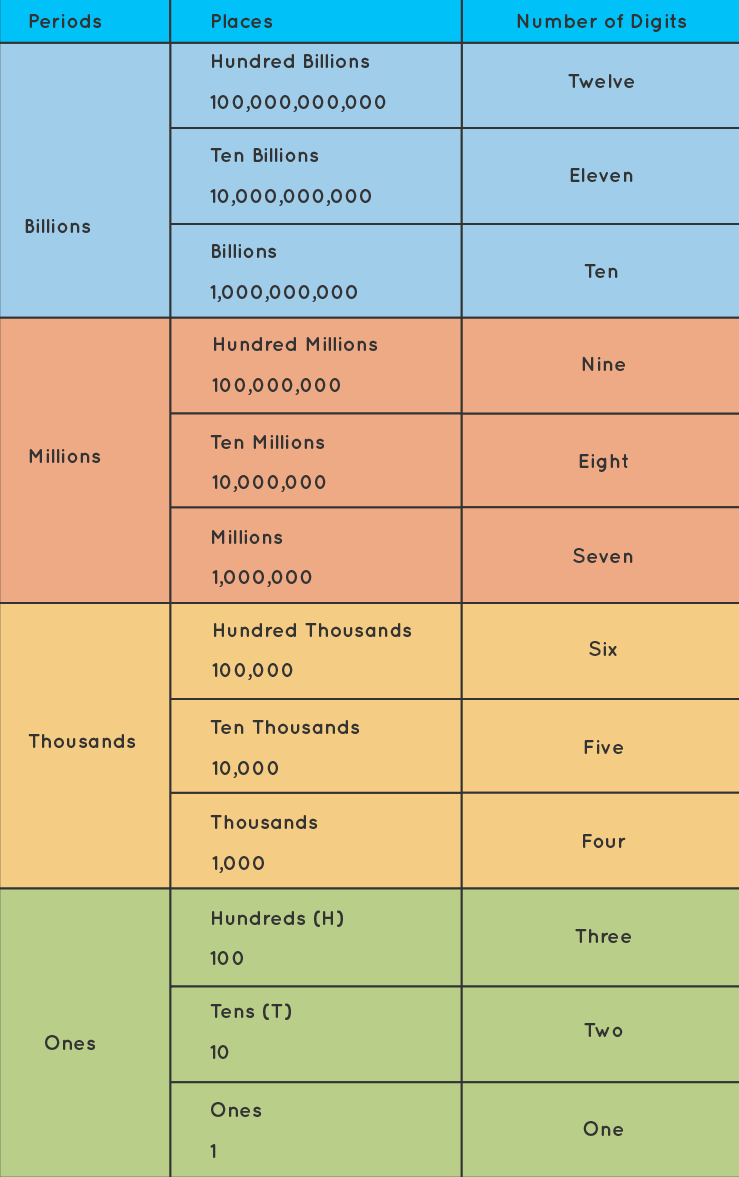 Periods Places Number of Digits
Hundred Billions
100,000,000,000
Twelve
Ten Billions
10,000,000,000
Eleven
Billions
Billions
1,000,000,000
Ten
Hundred Millions
100,000,000
Nine
Millions
Ten Millions
10,000,000
Eight
Millions
1,000,000
Seven
Hundred Thousands
100,000
Six
Thousands
Ten Thousands
10,000
Five
Thousands
1,000
Four
Hundreds (H)
100
Three
Ones
Tens (T)
10
Two
Ones
1
One